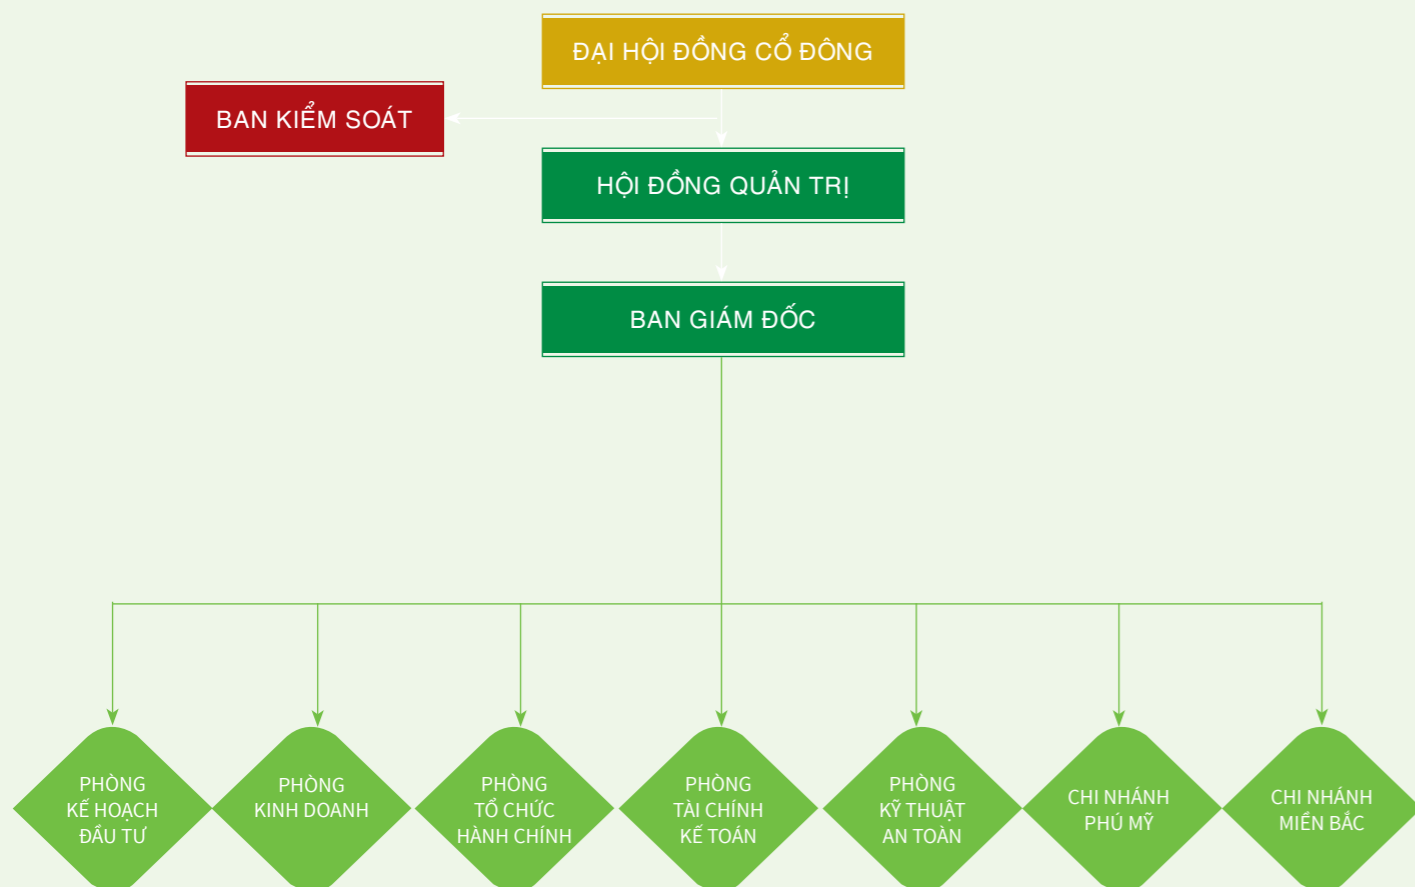 ĐẠI HỘI ĐỒNG CỔ ĐÔNG
BAN KIỂM SOÁT
HỘI ĐỒNG QUẢN TRỊ
BAN GIÁM ĐỐC
PHÒNG
KẾ HOẠCH
ĐẦU TƯ
PHÒNG
KINH DOANH
PHÒNG
TỔ CHỨC
HÀNH CHÍNH
PHÒNG
TÀI CHÍNH
KẾ TOÁN
PHÒNG
KỸ THUẬT
AN TOÀN
CHI NHÁNH
PHÚ MỸ
CHI NHÁNH
MIỀN BẮC